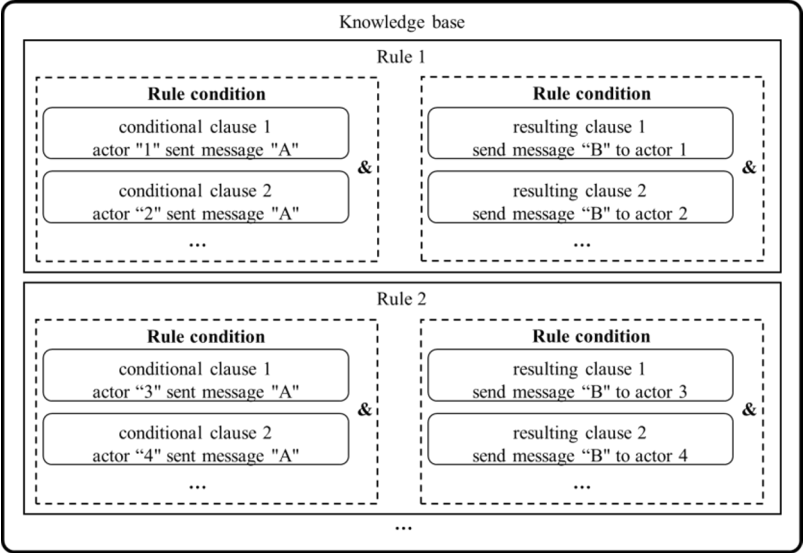 Knowledge base
Rule 1
Rule condition
conditional clause 1
actor "1" sent message "A"
&
conditional clause 2
actor “2" sent message "A"
...
Rule condition
resulting clause 1
send message “B" to actor 1
&
resulting clause 2
send message “B" to actor 2
...
Rule 2
Rule condition
conditional clause 1
actor “3" sent message "A"
&
conditional clause 2
actor “4" sent message "A"
...
Rule condition
resulting clause 1
send message “B" to actor 3
&
resulting clause 2
send message “B" to actor 4
...
...